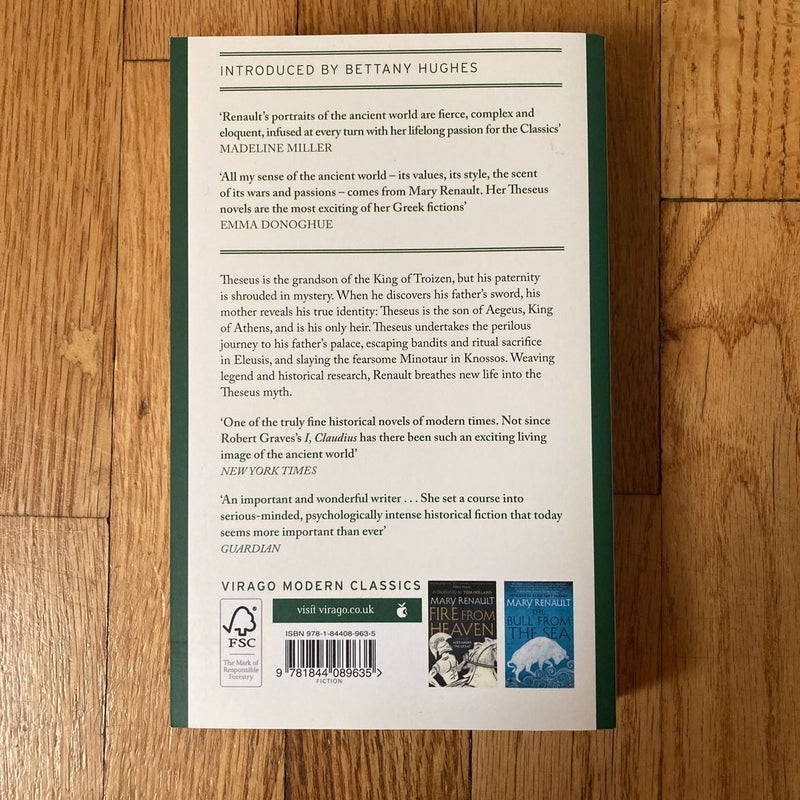 INTRODUCED BY BETTANY HUGHES
‘Renault’s portraits of the ancient world are fierce, complex and
eloquent, infused at every turn with her lifelong passion for the Classics’
MADELINE MILLER
‘All my sense of the ancient world – its values, its style, the scent
of its wars and passions – comes from Mary Renault. Her Theseus
novels are the most exciting of her Greek fictions’
EMMA DONOGHUE
Theseus is the grandson of the King of Troizen, but his paternity
is shrouded in mystery. When he discovers his father’s sword, his
mother reveals his true identity: Theseus is the son of Aegeus, King
of Athens, and is his only heir. Theseus undertakes the perilous
journey to his father’s palace, escaping bandits and ritual sacrifice
in Eleusis, and slaying the fearsome Minotaur in Knossos. Weaving
legend and historical research, Renault breathes new life into the
Theseus myth.
‘One of the truly fine historical novels of modern times. Not since
Robert Graves’s I, Claudius has there been such an exciting living
image of the ancient world’
NEW YORK TIMES
‘An important and wonderful writer . . . She set a course into
serious-minded, psychologically intense historical fiction that today
seems more important than ever’
GUARDIAN
VIRAGO MODERN CLASSICS
visit virago.co.uk
FSC
The Mark of
Responsible
Forestry
ISBN 978-1-84408-963-5
9 781844 089635 >
FICTION
INTRODUCED BY TOM HOLLAND
MARY RENAULT
FIRE FROM
HEAVEN
MARY RENAULT
THE
BULL FROM
THE SEA